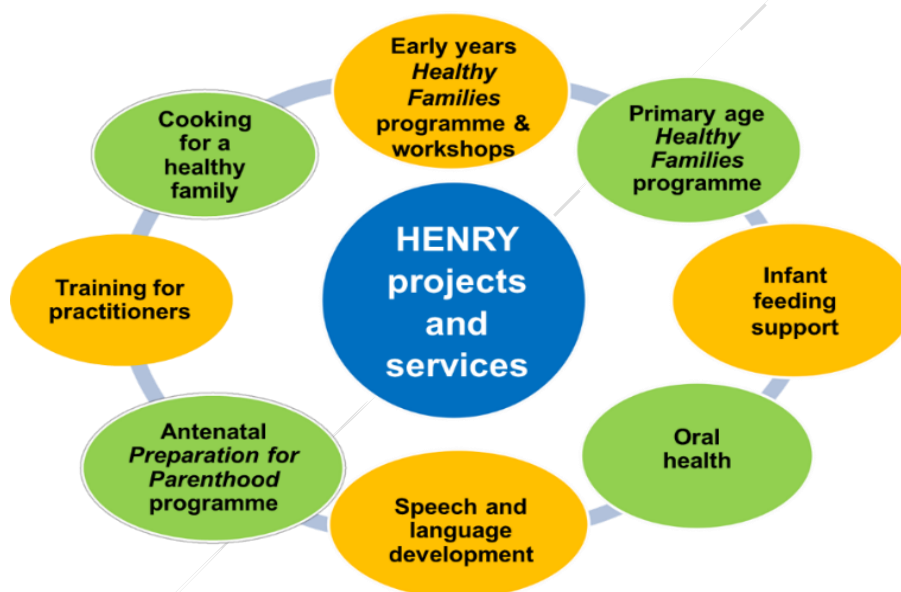 Early years
Healthy
Families
programme &
workshops
Primary age
Healthy
Families
programme
Infant
feeding
support
Oral
health
Speech and
language
development
Antenatal
Preparation for
Parenthood
programme
Training for
practitioners
Cooking
for a
healthy
family
HENRY
projects
and
services